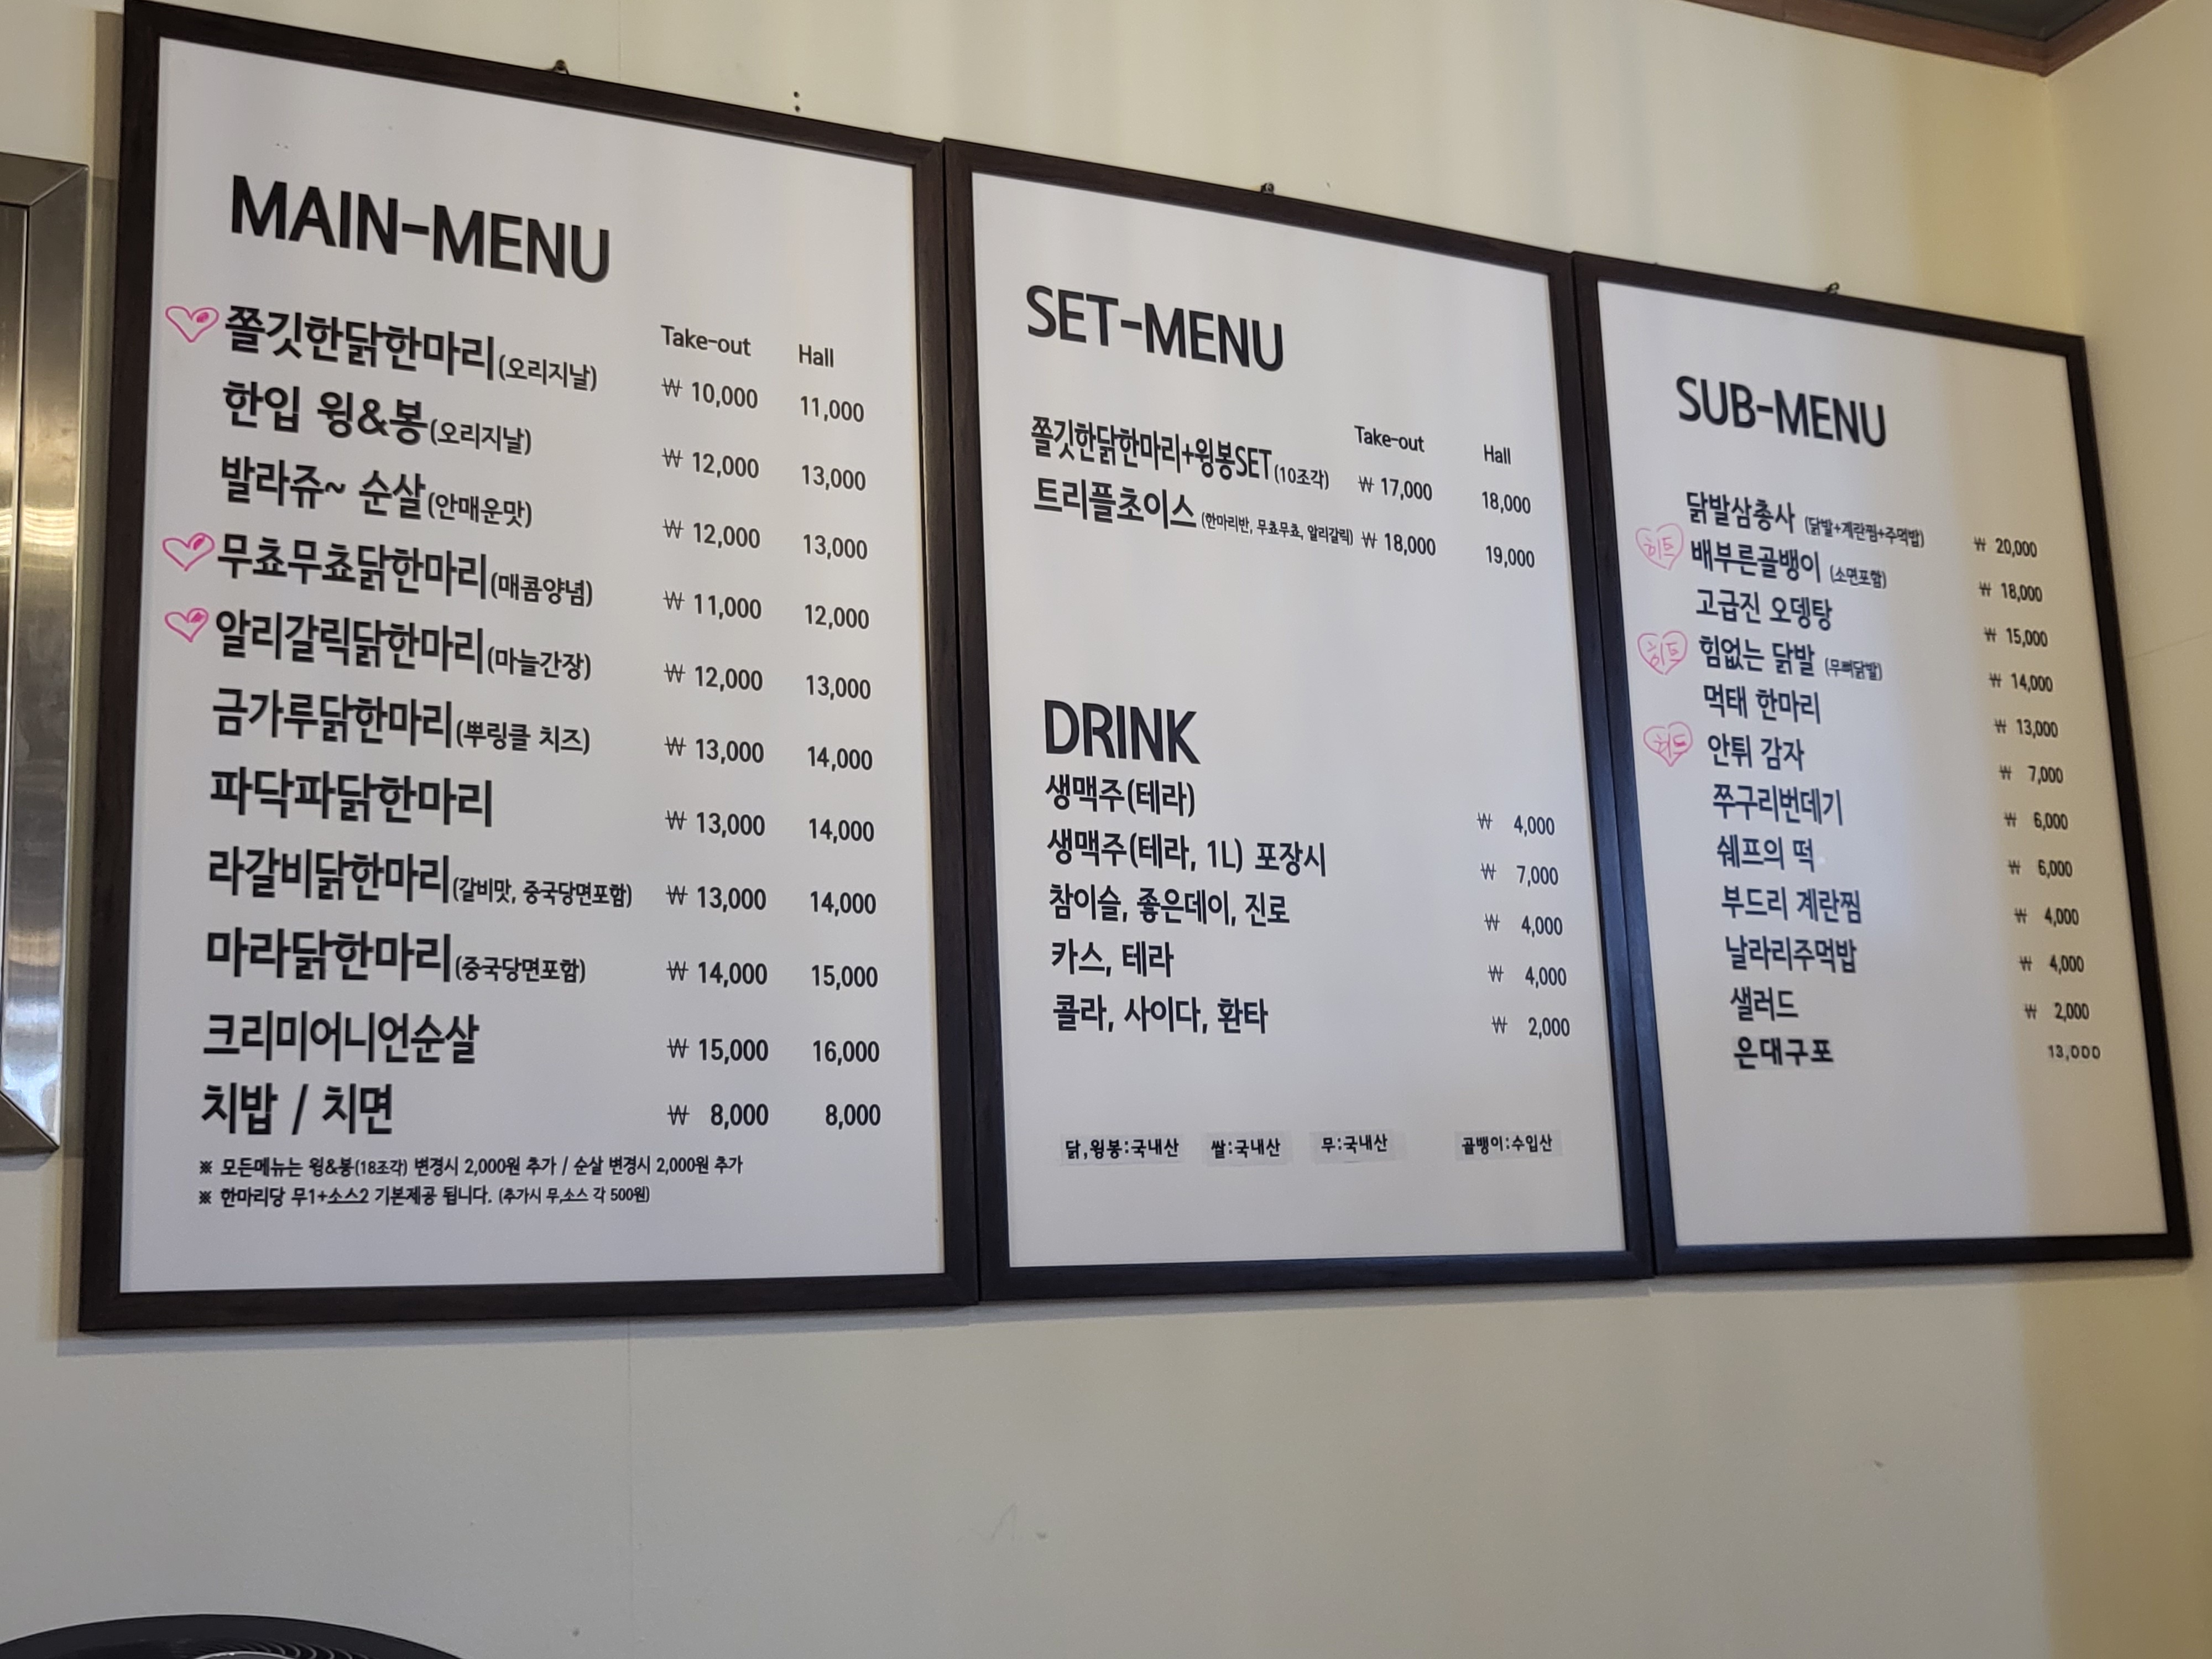 MAIN-MENU
Take-out Hall
쫄깃한닭한마리(오리지날) ₩ 10,000 11,000
한입 윙&봉(오리지날) ₩ 12,000 13,000
발라쥬~ 순살(안매운맛) ₩ 12,000 13,000
무쵸무쵸닭한마리(매콤양념) ₩ 11,000 12,000
알리갈릭닭한마리(마늘간장) ₩ 12,000 13,000
금가루닭한마리(뿌링클 치즈) ₩ 13,000 14,000
파닥파닭한마리 ₩ 13,000 14,000
라갈비닭한마리(갈비맛, 중국당면포함) ₩ 13,000 14,000
마라닭한마리(중국당면포함) ₩ 14,000 15,000
크리미어니언순살 ₩ 15,000 16,000
치밥 / 치면 ₩ 8,000 8,000
※ 모든메뉴는 윙&봉(18조각) 변경시 2,000원 추가 / 순살 변경시 2,000원 추가
※ 한마리당 무1+소스2 기본제공 됩니다. (추가시 무,소스 각 500원)
SET-MENU
Take-out Hall
쫄깃한닭한마리+윙봉SET(10조각) ₩ 17,000 18,000
트리플초이스 (한마리반, 무쵸무쵸, 알리갈릭) ₩ 18,000 19,000
DRINK
생맥주(테라) ₩ 4,000
생맥주(테라, 1L) 포장시 ₩ 7,000
참이슬, 좋은데이, 진로 ₩ 4,000
카스, 테라 ₩ 4,000
콜라, 사이다, 환타 ₩ 2,000
닭,윙봉:국내산 쌀:국내산 무:국내산 골뱅이:수입산
SUB-MENU
닭발삼총사 (닭발+계란찜+주먹밥) ₩ 20,000
히트 배부른골뱅이 (소면포함) ₩ 18,000
고급진 오뎅탕 ₩ 15,000
히트 힘없는 닭발 (무뼈닭발) ₩ 14,000
먹태 한마리 ₩ 13,000
히트 안튀 감자 ₩ 7,000
쭈구리번데기 ₩ 6,000
쉐프의 떡 ₩ 6,000
부드리 계란찜 ₩ 4,000
날라리주먹밥 ₩ 4,000
샐러드 ₩ 2,000
은대구포 13,000